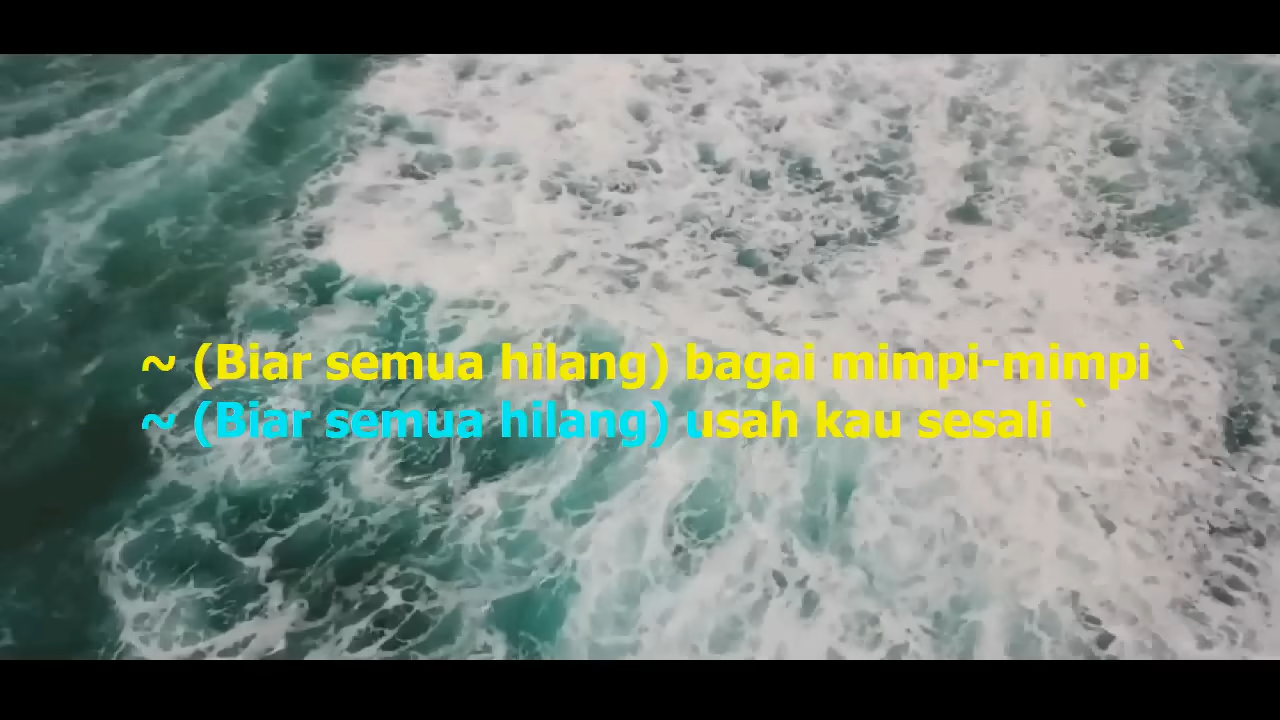 ~ (Biar semua hilang) bagai mimpi-mimpi `
~ (Biar semua hilang) usah kau sesali `